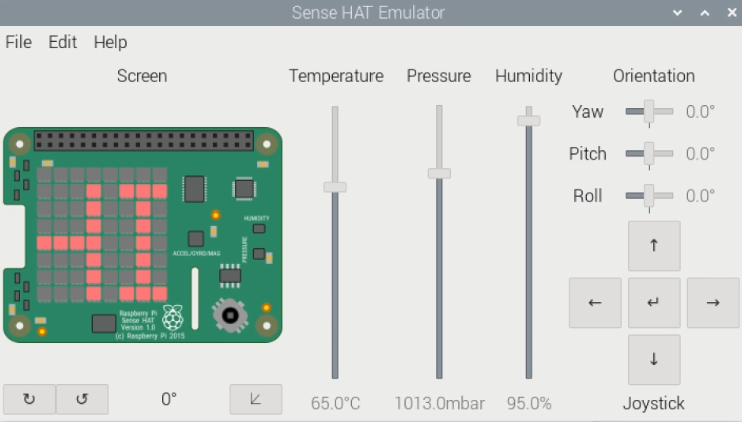 Sense HAT Emulator
File Edit Help
Screen Temperature Pressure Humidity Orientation
Yaw 0.0°
Pitch 0.0°
Roll 0.0°
HUMIDITY
PRESSURE
ACCEL/GYRO/MAG
Raspberry Pi
Sense HAT
Version 1.0
(c) Raspberry Pi 2015
↑
← ↵ →
↓
↻ ↺ 0° 65.0°C 1013.0mbar 95.0% Joystick